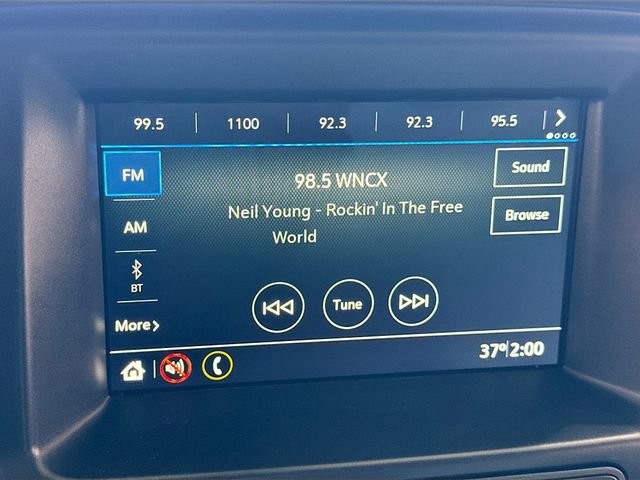 99.5 1100 92.3 92.3 95.5
FM
98.5 WNCX
Sound
Neil Young - Rockin' In The Free
World
Browse
AM
BT
Tune
More
37° 2:00